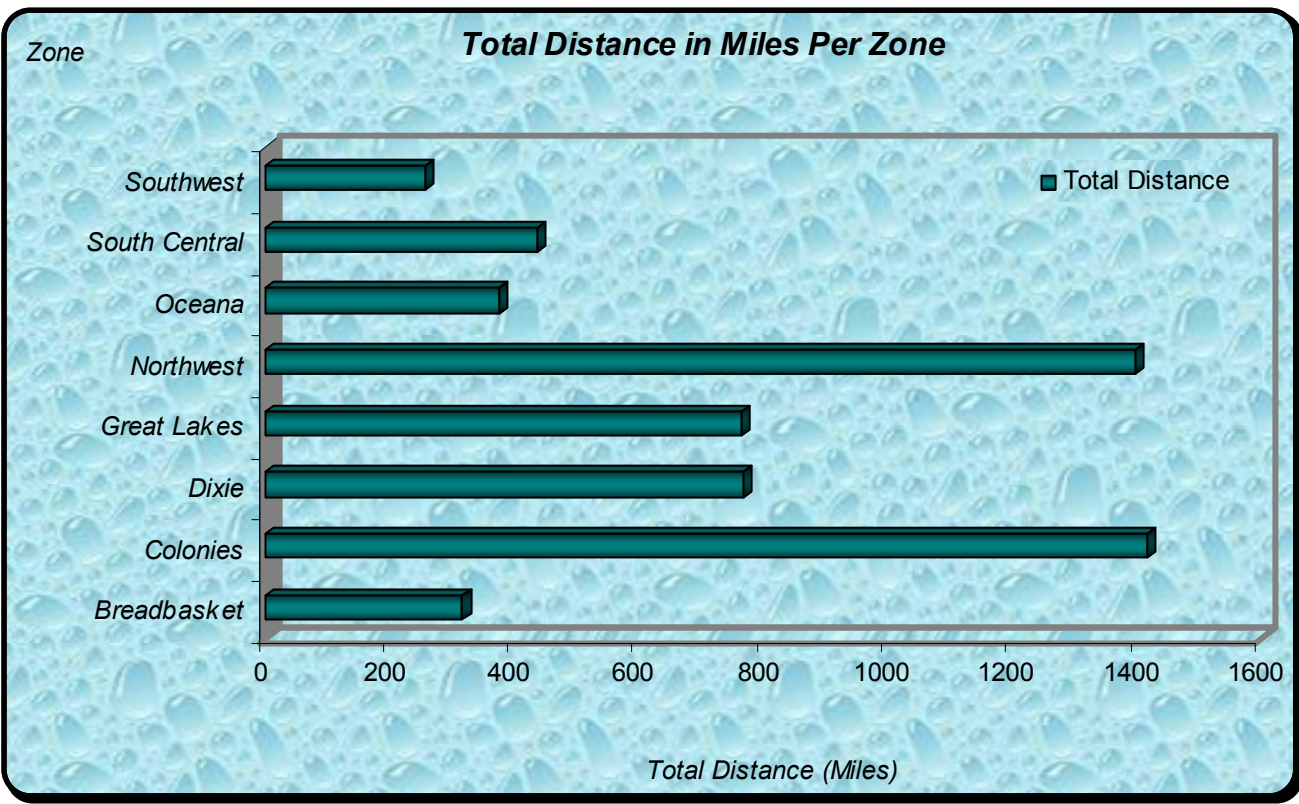 Total Distance in Miles Per Zone
Zone
Southwest
South Central
Oceana
Northwest
Great Lakes
Dixie
Colonies
Breadbasket
Total Distance
0 200 400 600 800 1000 1200 1400 1600
Total Distance (Miles)